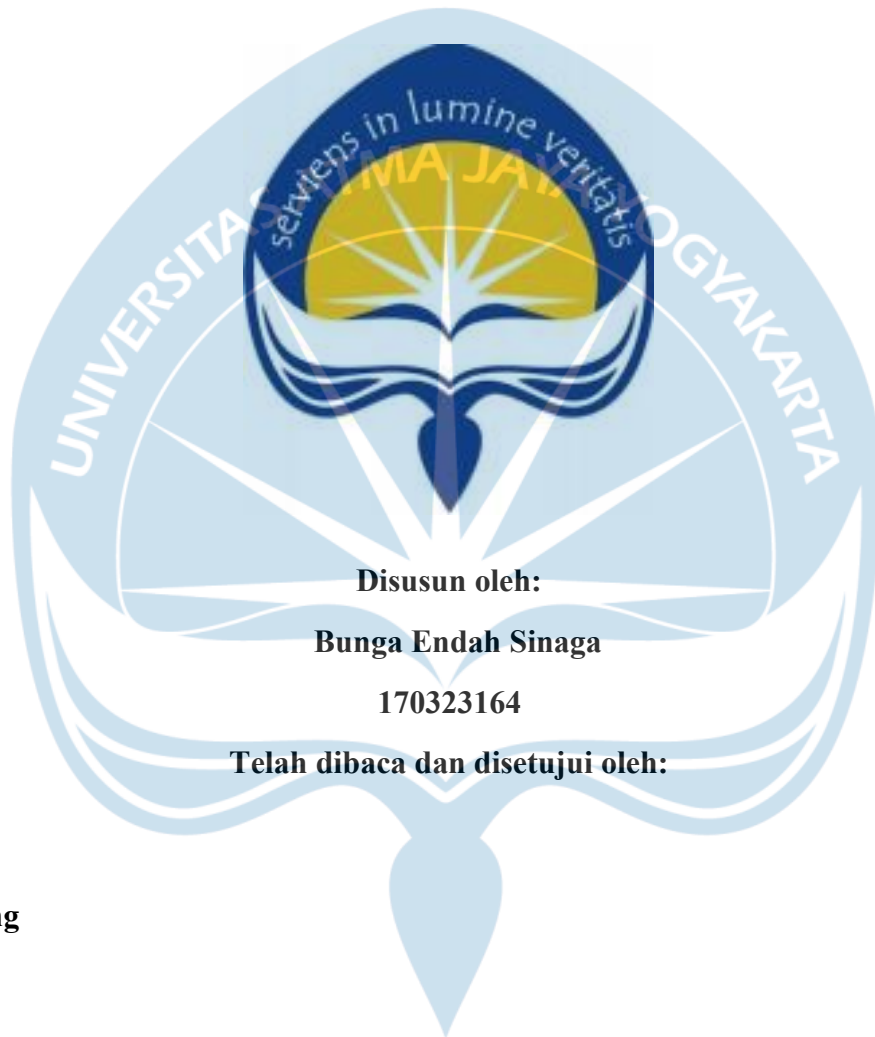 serviens in lumine veritatis
UNIVERSITAS ATMA JAYA YOGYAKARTA
Disusun oleh:
Bunga Endah Sinaga
170323164
Telah dibaca dan disetujui oleh: